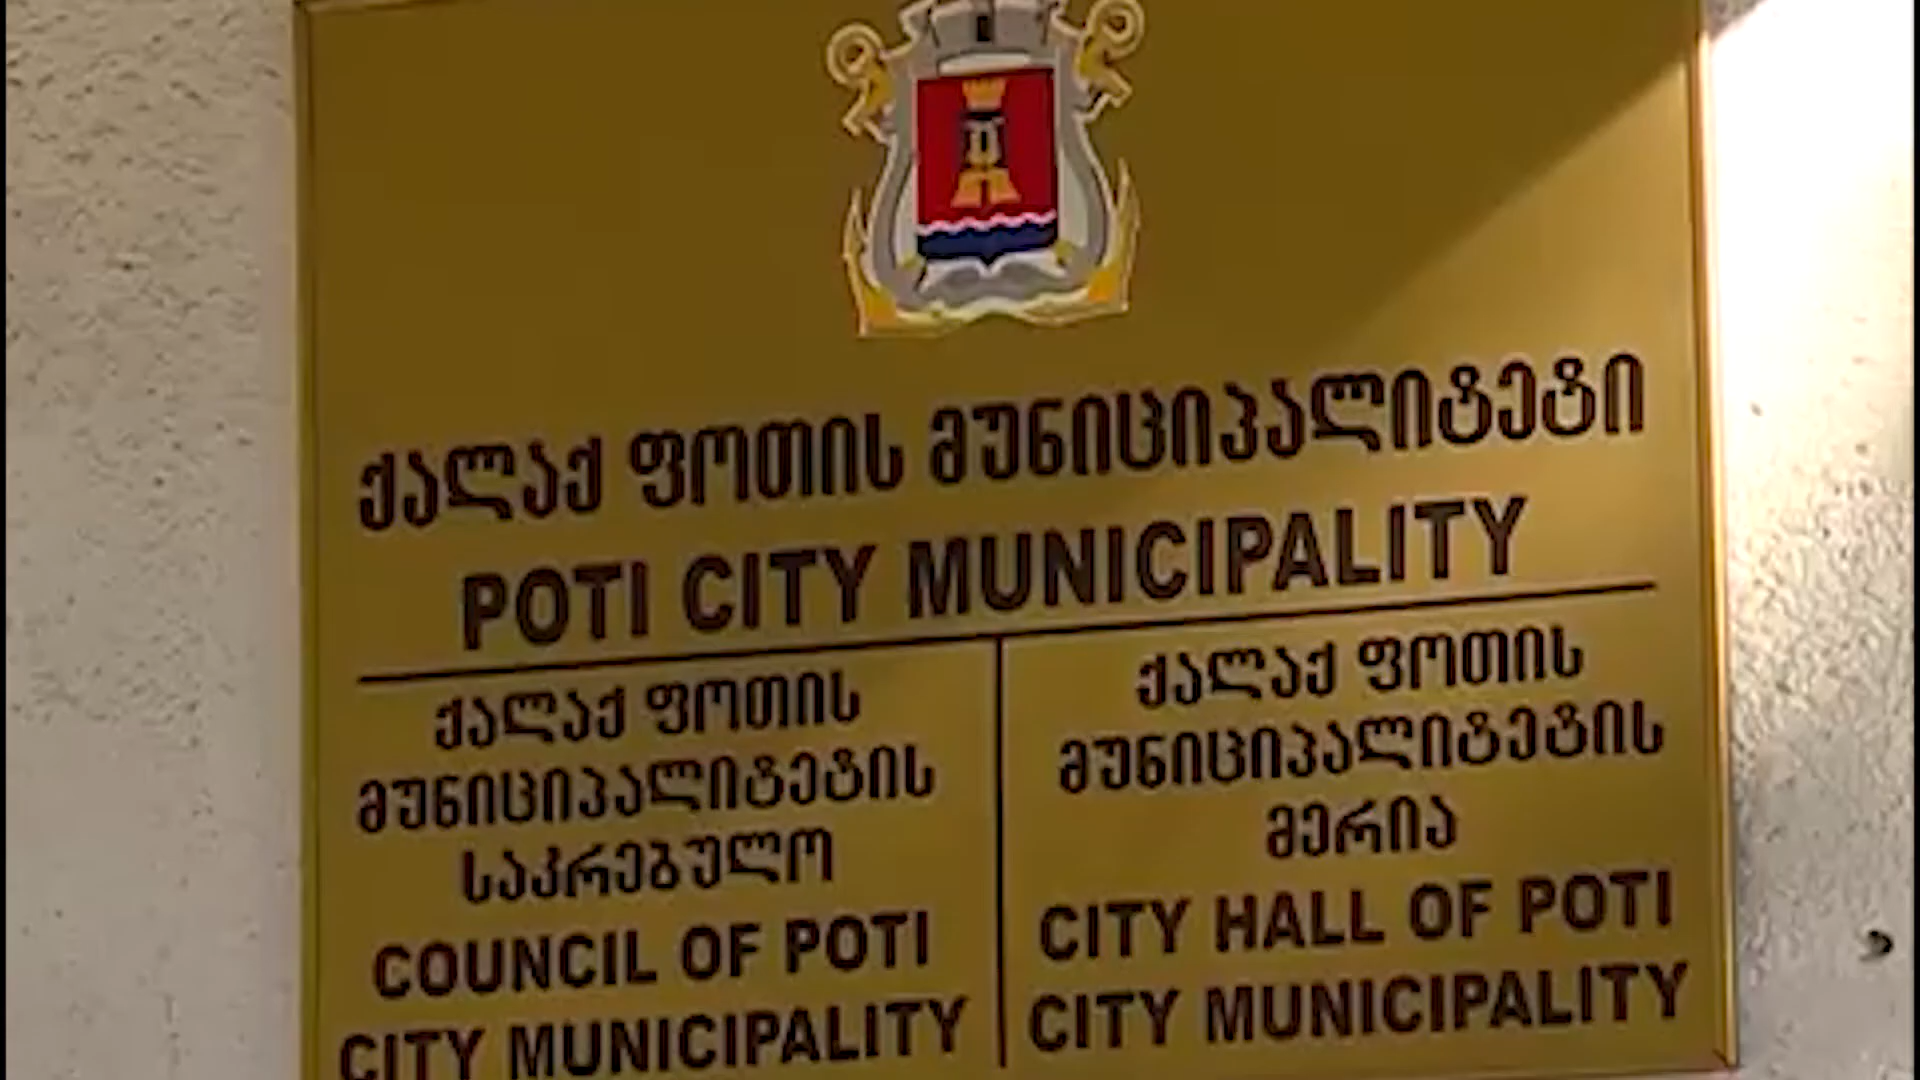 ქალაქ ფოთის მუნიციპალიტეტი
POTI CITY MUNICIPALITY
ქალაქ ფოთის
მუნიციპალიტეტის
საკრებულო
COUNCIL OF POTI
CITY MUNICIPALITY
ქალაქ ფოთის
მუნიციპალიტეტის
მერია
CITY HALL OF POTI
CITY MUNICIPALITY